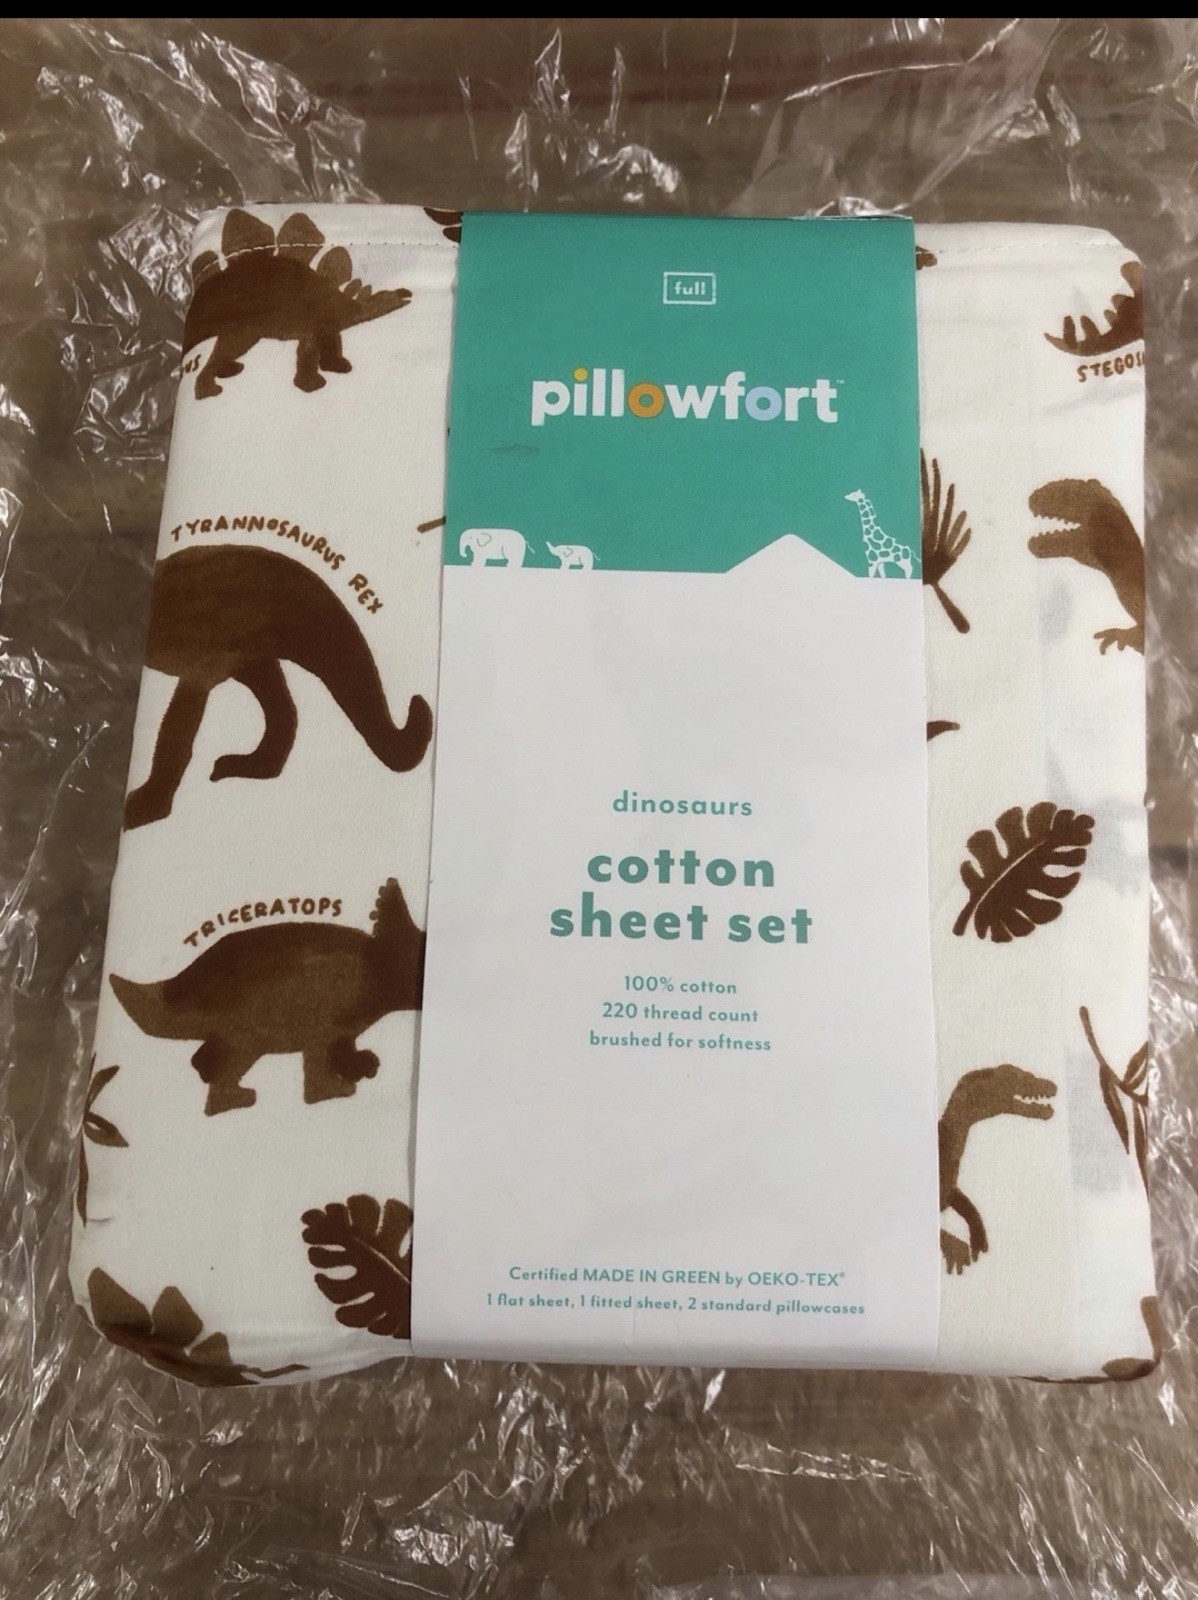 full
pillowfort™
TYRANNOSAURUS REX
TRICERATOPS
dinosaurs
cotton
sheet set
100% cotton
220 thread count
brushed for softness
Certified MADE IN GREEN by OEKO-TEX®
1 flat sheet, 1 fitted sheet, 2 standard pillowcases